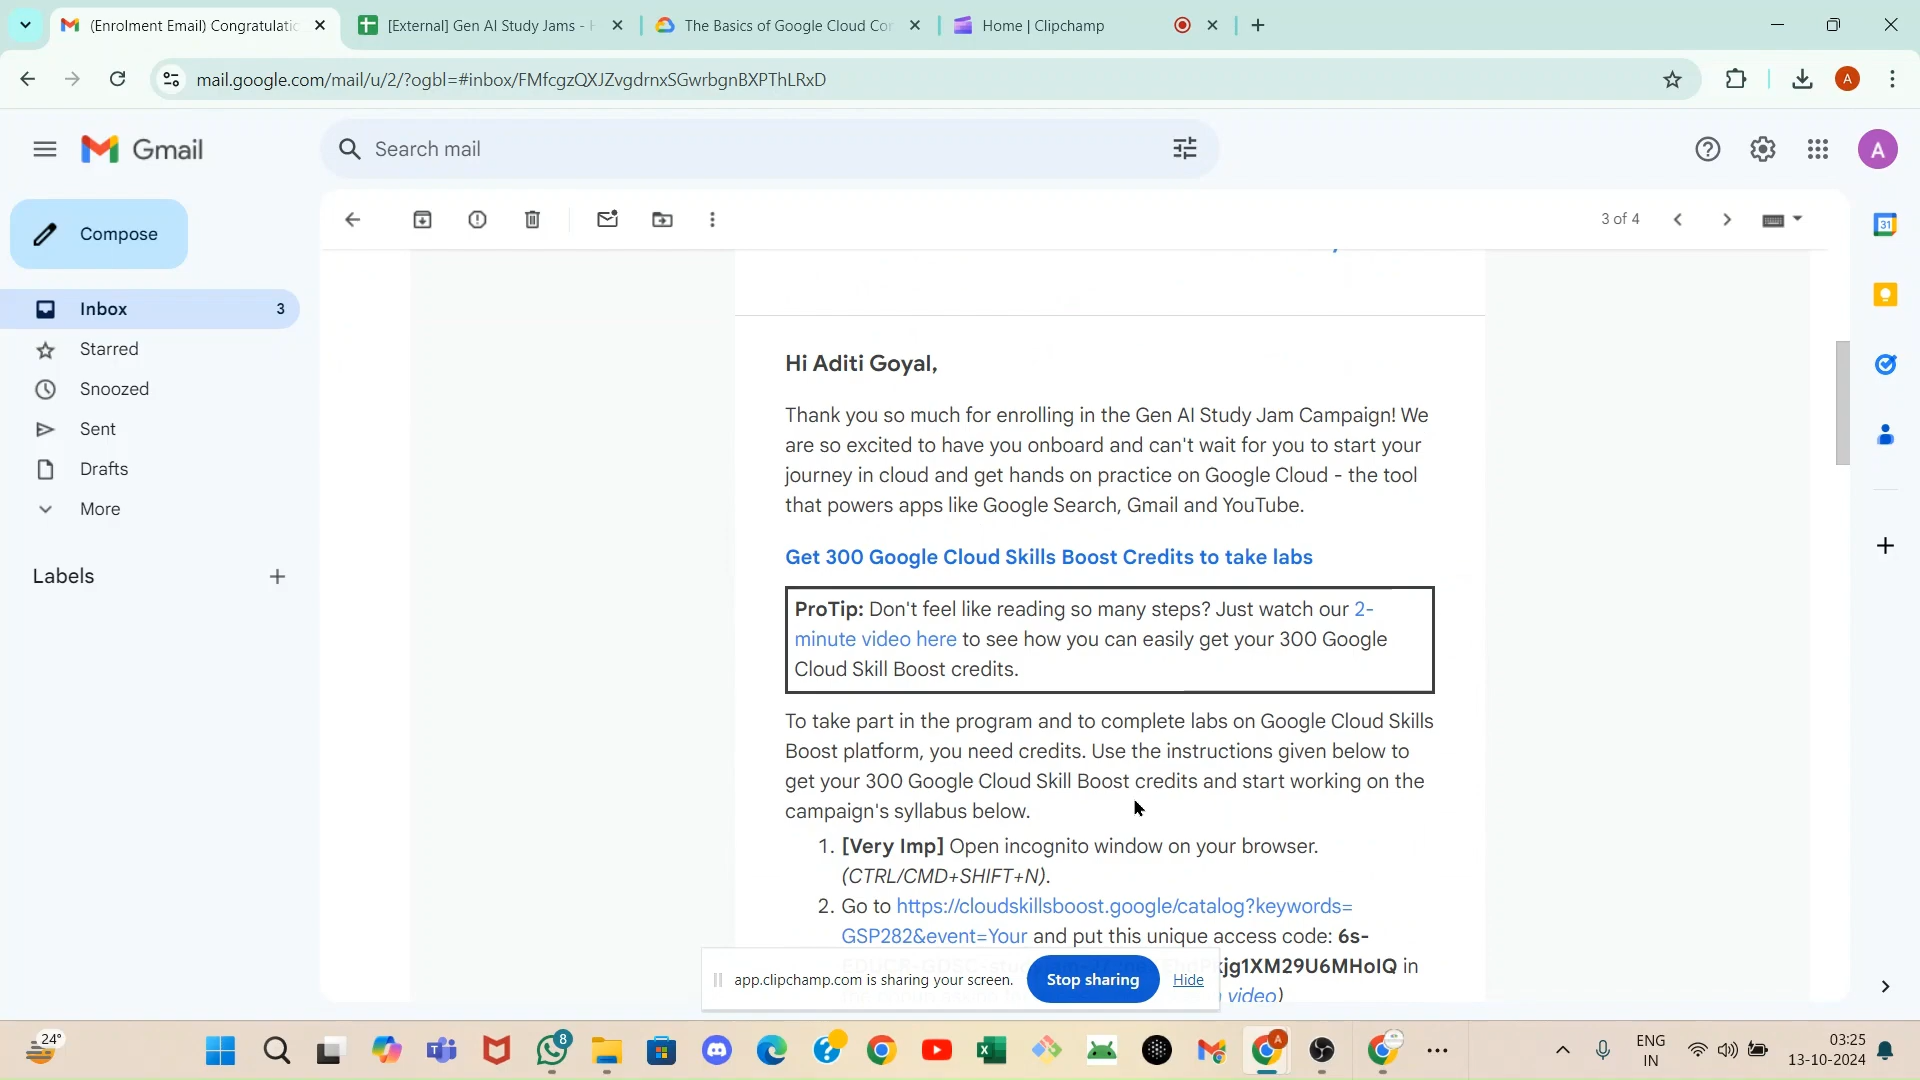 (Enrolment Email) Congratulatic
[External] Gen AI Study Jams -
The Basics of Google Cloud Cor
Home | Clipchamp
mail.google.com/mail/u/2/?ogbl=#inbox/FMfcgzQXJZvgdrnxSGwrbgnBXPThLRxD
A
Gmail
Search mail
A
Compose
3 of 4
31
Inbox 3
Starred
Snoozed
Sent
Drafts
More
Labels
Hi Aditi Goyal,
Thank you so much for enrolling in the Gen AI Study Jam Campaign! We
are so excited to have you onboard and can't wait for you to start your
journey in cloud and get hands on practice on Google Cloud - the tool
that powers apps like Google Search, Gmail and YouTube.
Get 300 Google Cloud Skills Boost Credits to take labs
ProTip: Don't feel like reading so many steps? Just watch our 2-
minute video here to see how you can easily get your 300 Google
Cloud Skill Boost credits.
To take part in the program and to complete labs on Google Cloud Skills
Boost platform, you need credits. Use the instructions given below to
get your 300 Google Cloud Skill Boost credits and start working on the
campaign's syllabus below.
1. [Very Imp] Open incognito window on your browser.
(CTRL/CMD+SHIFT+N).
2. Go to https://cloudskillsboost.google/catalog?keywords=
GSP282&event=Your and put this unique access code: 6s-
kjg1XM29U6MHolQ in
video)
app.clipchamp.com is sharing your screen. Stop sharing Hide
24°
8
A
ENG
IN
03:25
13-10-2024